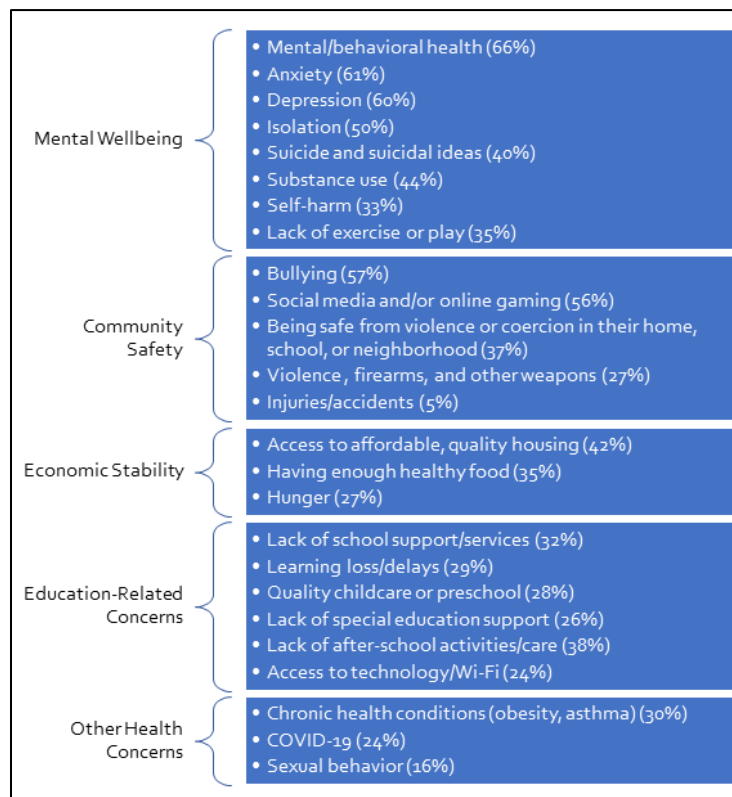 Mental Wellbeing
• Mental/behavioral health (66%)
• Anxiety (61%)
• Depression (60%)
• Isolation (50%)
• Suicide and suicidal ideas (40%)
• Substance use (44%)
• Self-harm (33%)
• Lack of exercise or play (35%)
Community
Safety
• Bullying (57%)
• Social media and/or online gaming (56%)
• Being safe from violence or coercion in their home,
school, or neighborhood (37%)
• Violence, firearms, and other weapons (27%)
• Injuries/accidents (5%)
Economic Stability
• Access to affordable, quality housing (42%)
• Having enough healthy food (35%)
• Hunger (27%)
Education-Related
Concerns
• Lack of school support/services (32%)
• Learning loss/delays (29%)
• Quality childcare or preschool (28%)
• Lack of special education support (26%)
• Lack of after-school activities/care (38%)
• Access to technology/Wi-Fi (24%)
Other Health
Concerns
• Chronic health conditions (obesity, asthma) (30%)
• COVID-19 (24%)
• Sexual behavior (16%)